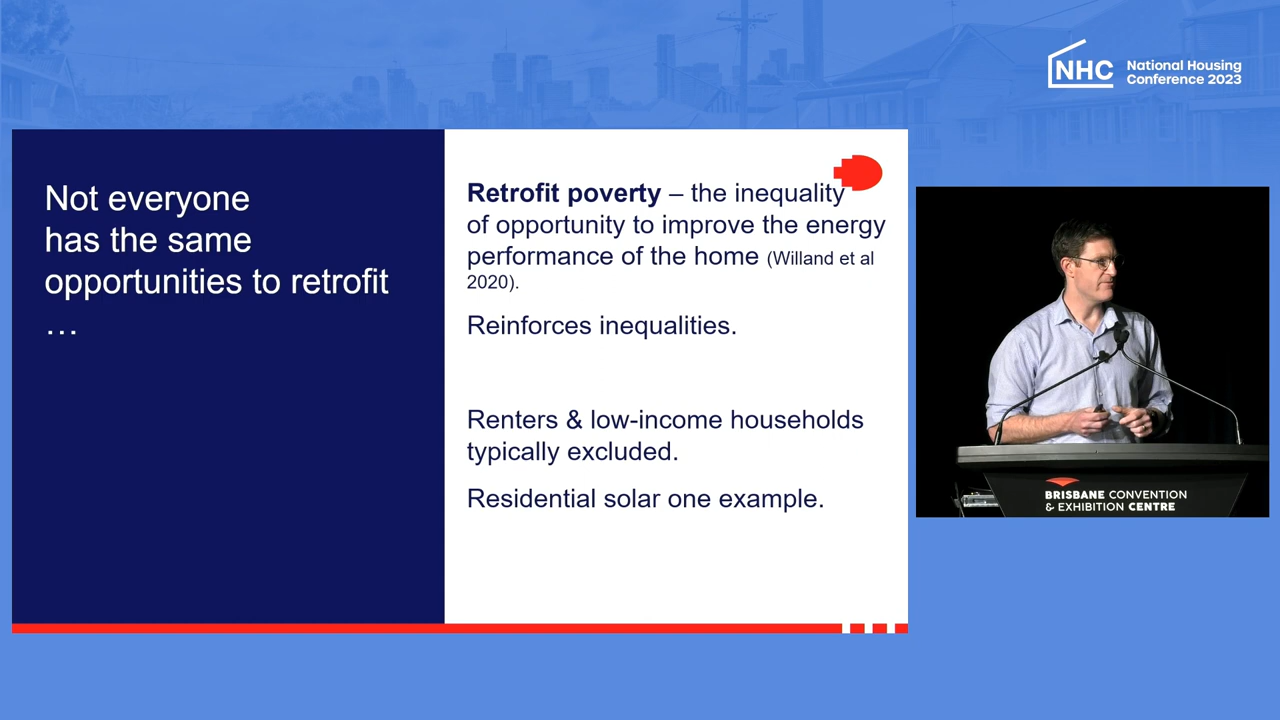 NHC
National Housing
Conference 2023
Not everyone
has the same
opportunities to retrofit
…
Retrofit poverty – the inequality
of opportunity to improve the energy
performance of the home (Willand et al
2020).
Reinforces inequalities.
Renters & low-income households
typically excluded.
Residential solar one example.
BRISBANE CONVENTION
& EXHIBITION CENTRE